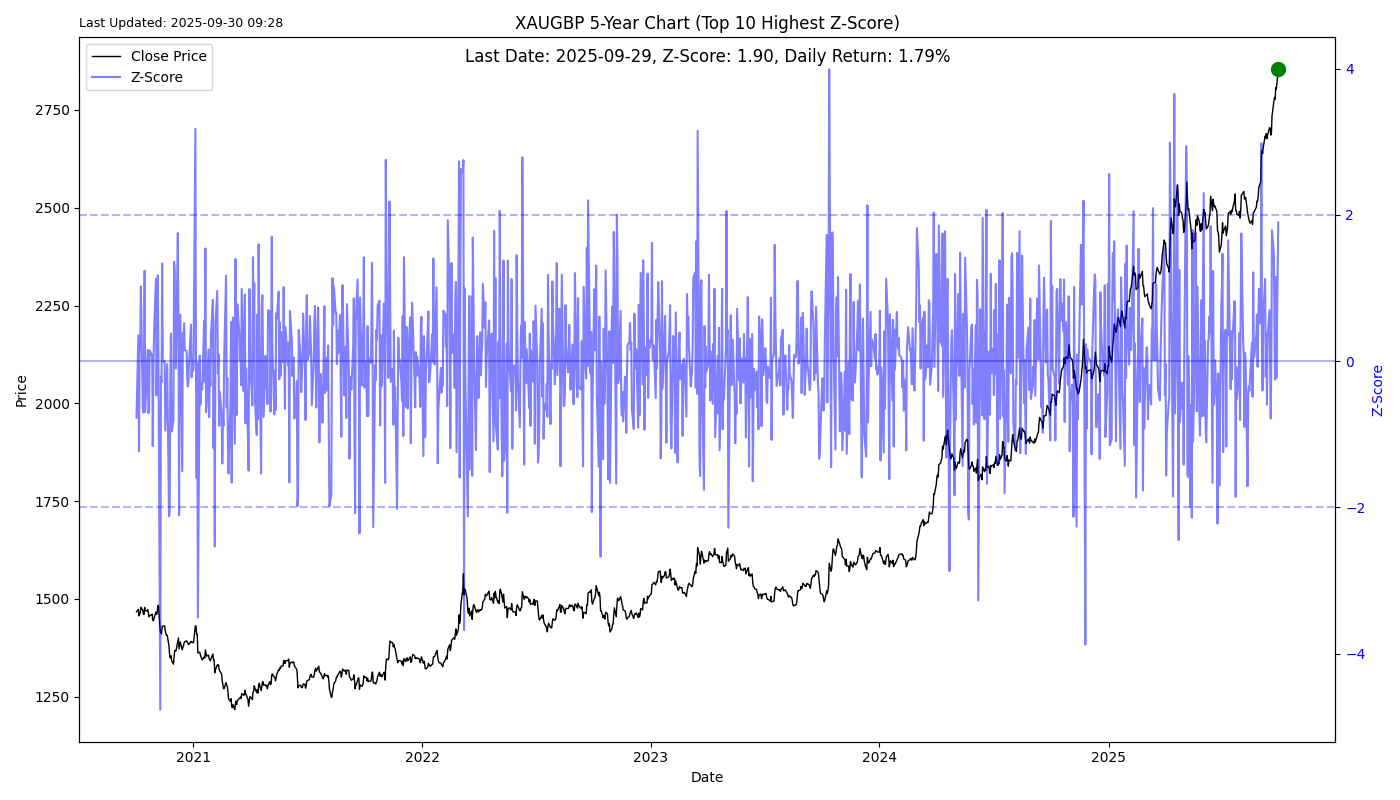 Last Updated: 2025-09-30 09:28
XAUGBP 5-Year Chart (Top 10 Highest Z-Score)
Last Date: 2025-09-29, Z-Score: 1.90, Daily Return: 1.79%
Close Price
Z-Score
2750
2500
2250
2000
1750
1500
1250
Price
4
2
0
−2
−4
Z-Score
2021
2022
2023
2024
2025
Date